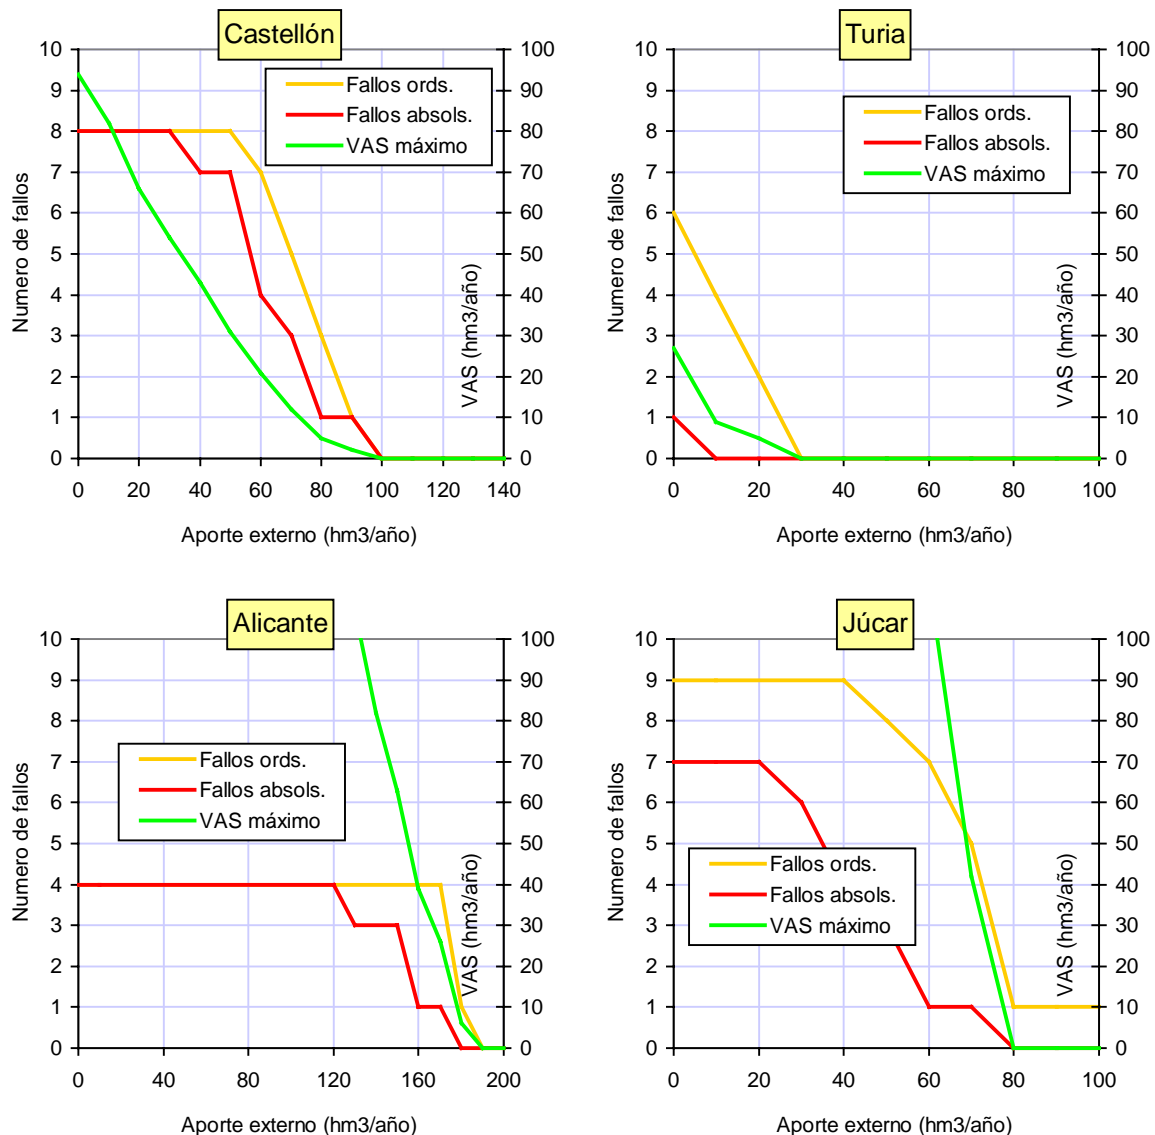 Castellón
Numero de fallos
10
9
8
7
6
5
4
3
2
1
0
Fallos ords.
Fallos absols.
VAS máximo
100
90
80
70
60
50
40
30
20
10
0
VAS (hm3/año)
0 20 40 60 80 100 120 140
Aporte externo (hm3/año)
Turia
Numero de fallos
10
9
8
7
6
5
4
3
2
1
0
Fallos ords.
Fallos absols.
VAS máximo
100
90
80
70
60
50
40
30
20
10
0
VAS (hm3/año)
0 20 40 60 80 100
Aporte externo (hm3/año)
Alicante
Numero de fallos
10
9
8
7
6
5
4
3
2
1
0
Fallos ords.
Fallos absols.
VAS máximo
100
90
80
70
60
50
40
30
20
10
0
VAS (hm3/año)
0 40 80 120 160 200
Aporte externo (hm3/año)
Júcar
Numero de fallos
10
9
8
7
6
5
4
3
2
1
0
Fallos ords.
Fallos absols.
VAS máximo
100
90
80
70
60
50
40
30
20
10
0
VAS (hm3/año)
0 20 40 60 80 100
Aporte externo (hm3/año)